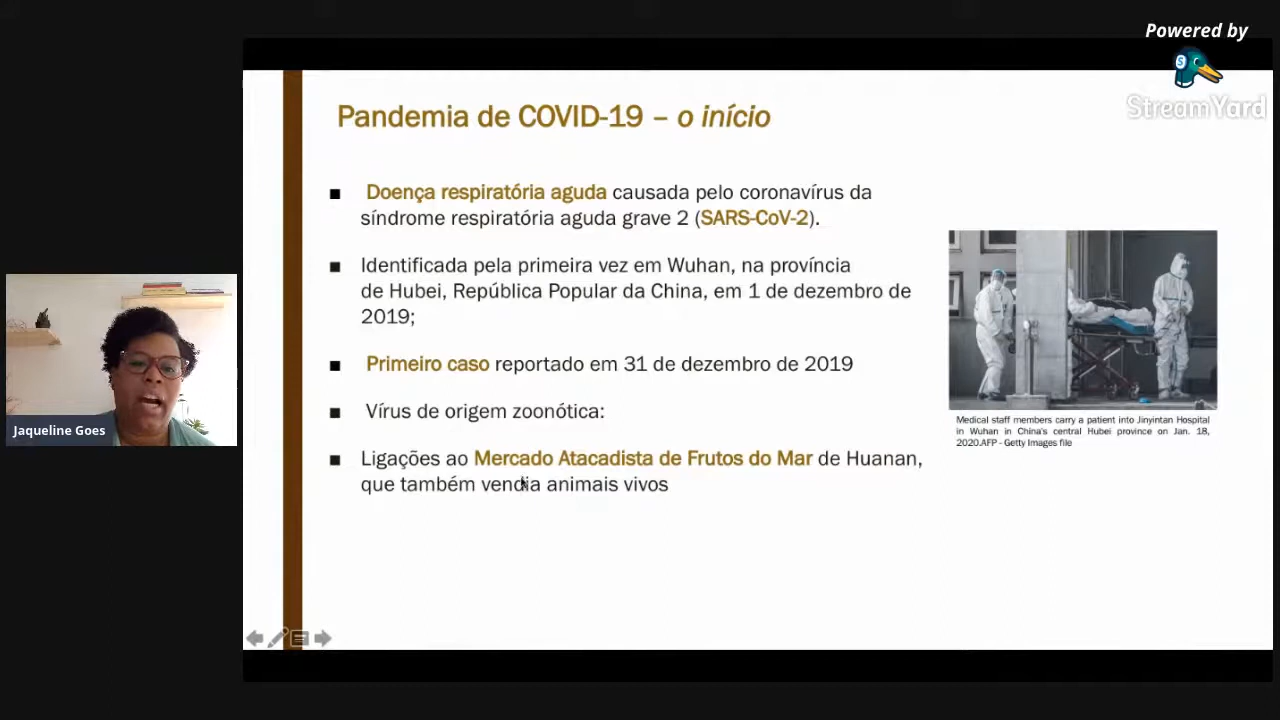 Powered by
StreamYard
Pandemia de COVID-19 – o início
■ Doença respiratória aguda causada pelo coronavírus da
síndrome respiratória aguda grave 2 (SARS-CoV-2).
■ Identificada pela primeira vez em Wuhan, na província
de Hubei, República Popular da China, em 1 de dezembro de
2019;
■ Primeiro caso reportado em 31 de dezembro de 2019
■ Vírus de origem zoonótica:
■ Ligações ao Mercado Atacadista de Frutos do Mar de Huanan,
que também vendia animais vivos
Medical staff members carry a patient into Jinyintan Hospital
in Wuhan in China's central Hubei province on Jan. 18,
2020.AFP - Getty Images file
Jaqueline Goes